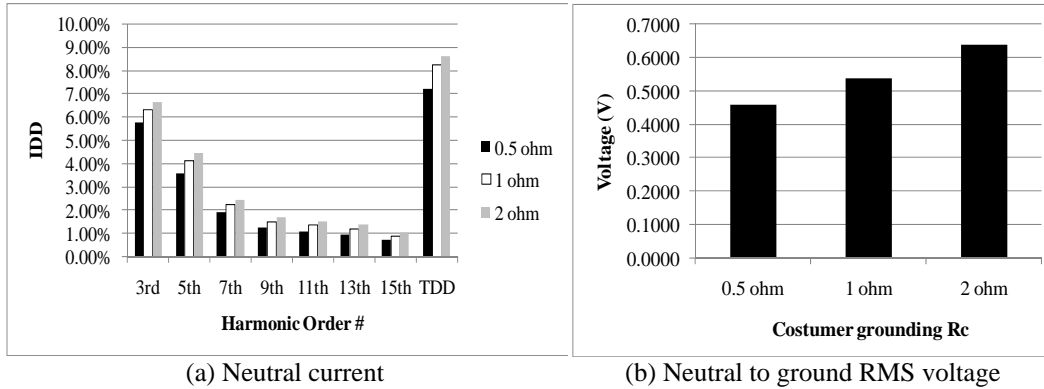 10.00%
9.00%
8.00%
7.00%
6.00%
5.00%
4.00%
3.00%
2.00%
1.00%
0.00%
IDD
3rd 5th 7th 9th 11th 13th 15th TDD
Harmonic Order #
0.5 ohm
1 ohm
2 ohm
(a) Neutral current
0.7000
0.6000
0.5000
0.4000
0.3000
0.2000
0.1000
0.0000
Voltage (V)
0.5 ohm 1 ohm 2 ohm
Costumer grounding Rc
(b) Neutral to ground RMS voltage